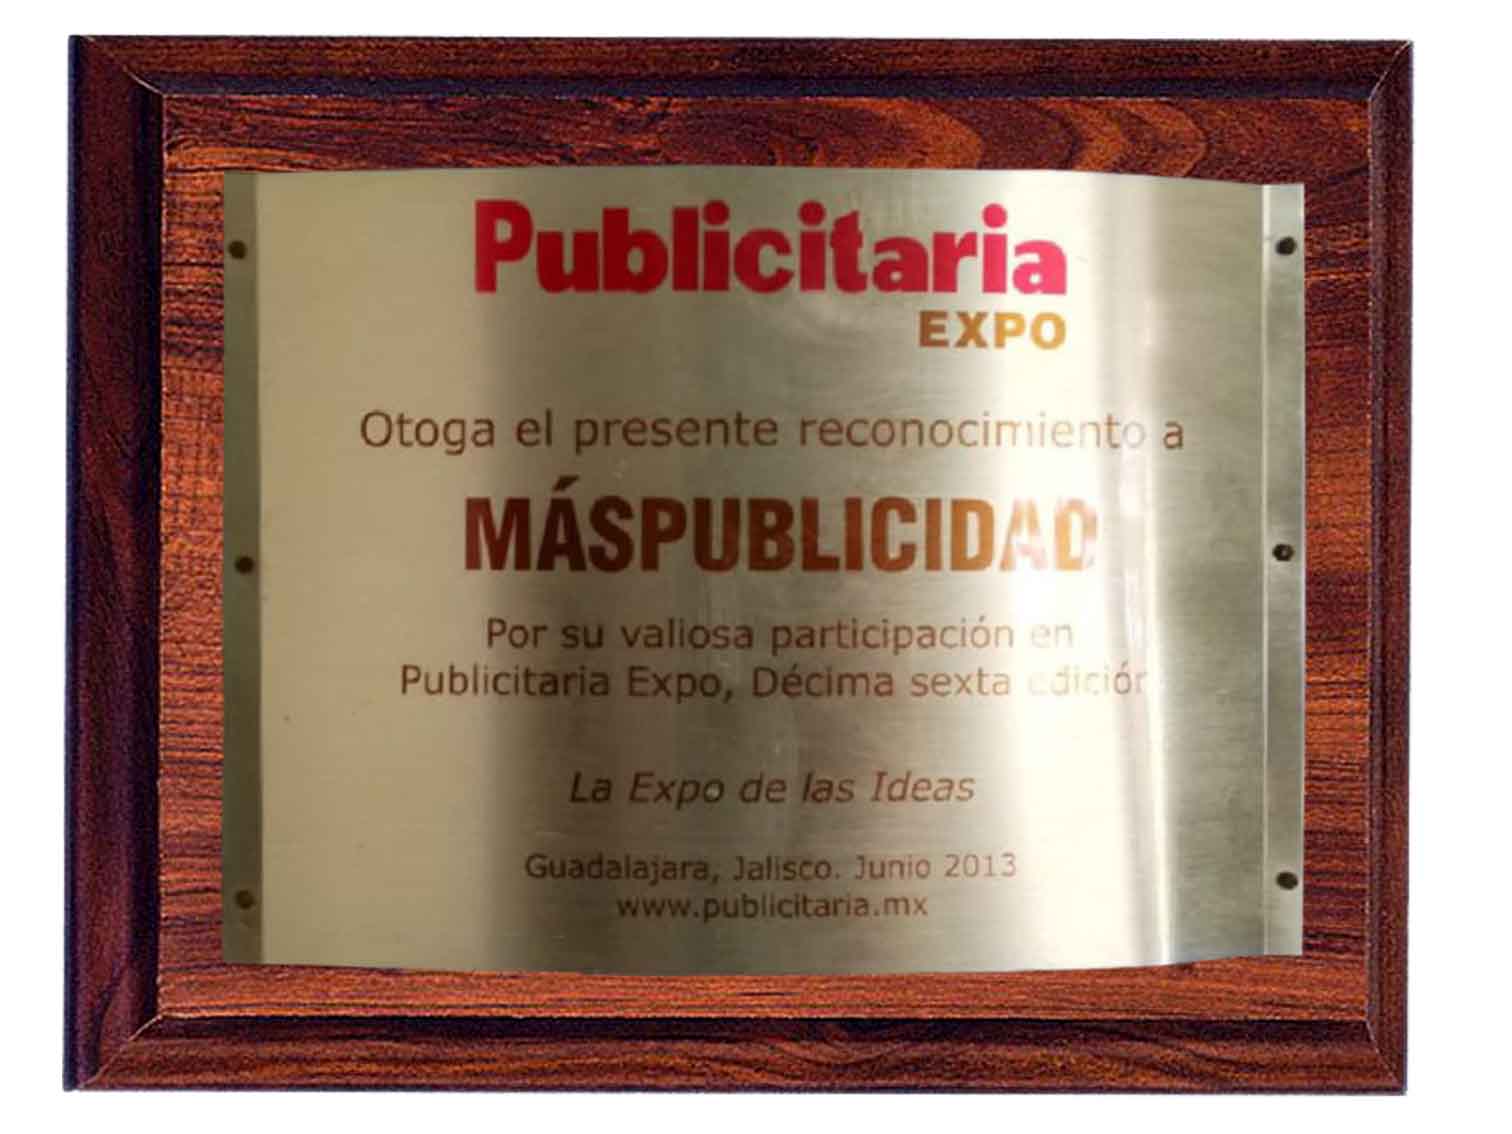 Publicitaria
EXPO
Otoga el presente reconocimiento a
MÁSPUBLICIDAD
Por su valiosa participación en
Publicitaria Expo, Décima sexta edición
La Expo de las Ideas
Guadalajara, Jalisco. Junio 2013
www.publicitaria.mx